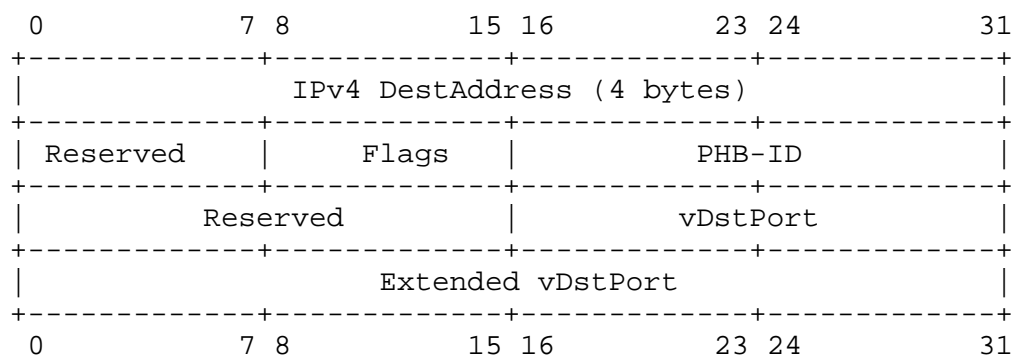 0             7 8            15 16            23 24            31
+-------------+-------------+-------------+-------------+
|               IPv4 DestAddress (4 bytes)              |
+-------------+-------------+-------------+-------------+
| Reserved    |     Flags   |          PHB-ID           |
+-------------+-------------+-------------+-------------+
|          Reserved         |         vDstPort          |
+-------------+-------------+-------------+-------------+
|                    Extended vDstPort                  |
+-------------+-------------+-------------+-------------+
 0             7 8            15 16            23 24            31